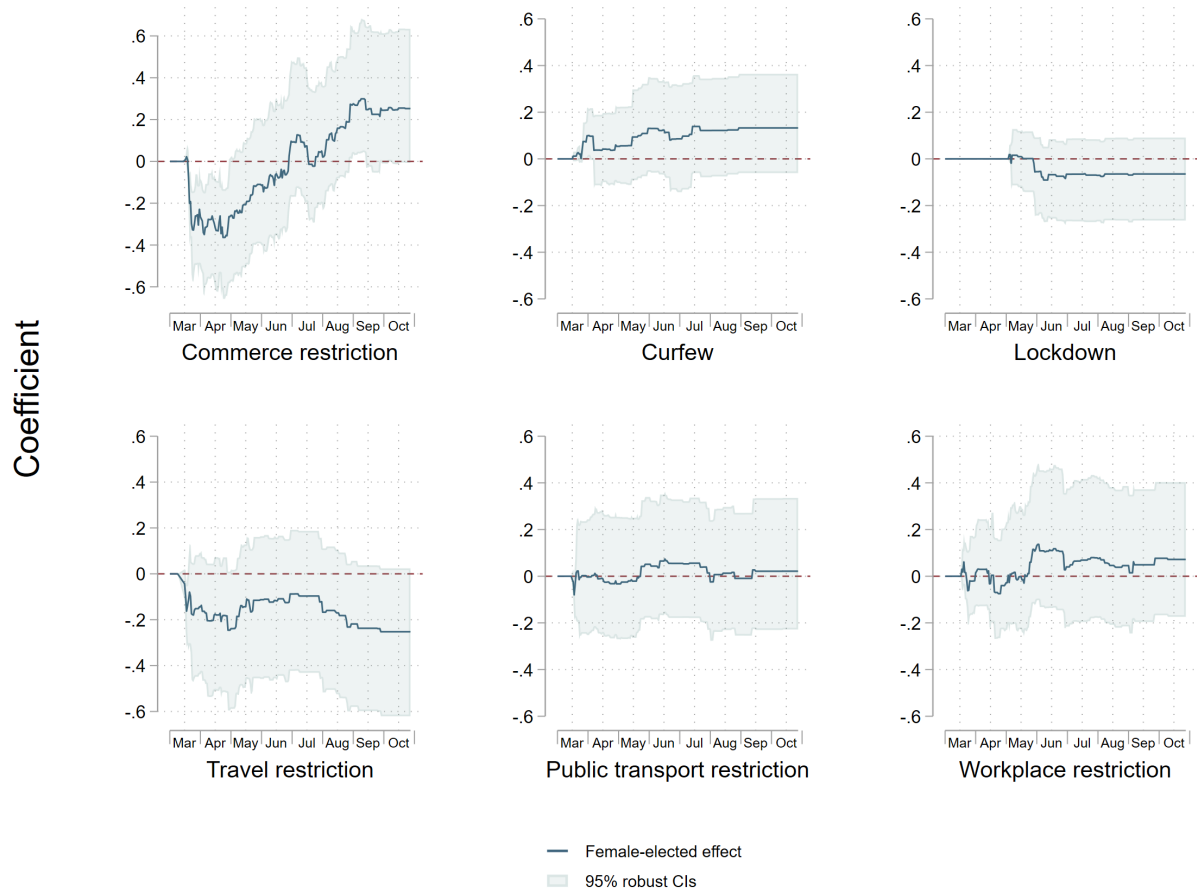 .6
.4
.2
0
-.2
-.4
-.6
Mar Apr May Jun Jul Aug Sep Oct
Commerce restriction
.6
.4
.2
0
-.2
-.4
-.6
Mar Apr May Jun Jul Aug Sep Oct
Curfew
.6
.4
.2
0
-.2
-.4
-.6
Mar Apr May Jun Jul Aug Sep Oct
Lockdown
Coefficient
.6
.4
.2
0
-.2
-.4
-.6
Mar Apr May Jun Jul Aug Sep Oct
Travel restriction
.6
.4
.2
0
-.2
-.4
-.6
Mar Apr May Jun Jul Aug Sep Oct
Public transport restriction
.6
.4
.2
0
-.2
-.4
-.6
Mar Apr May Jun Jul Aug Sep Oct
Workplace restriction
Female-elected effect
95% robust CIs